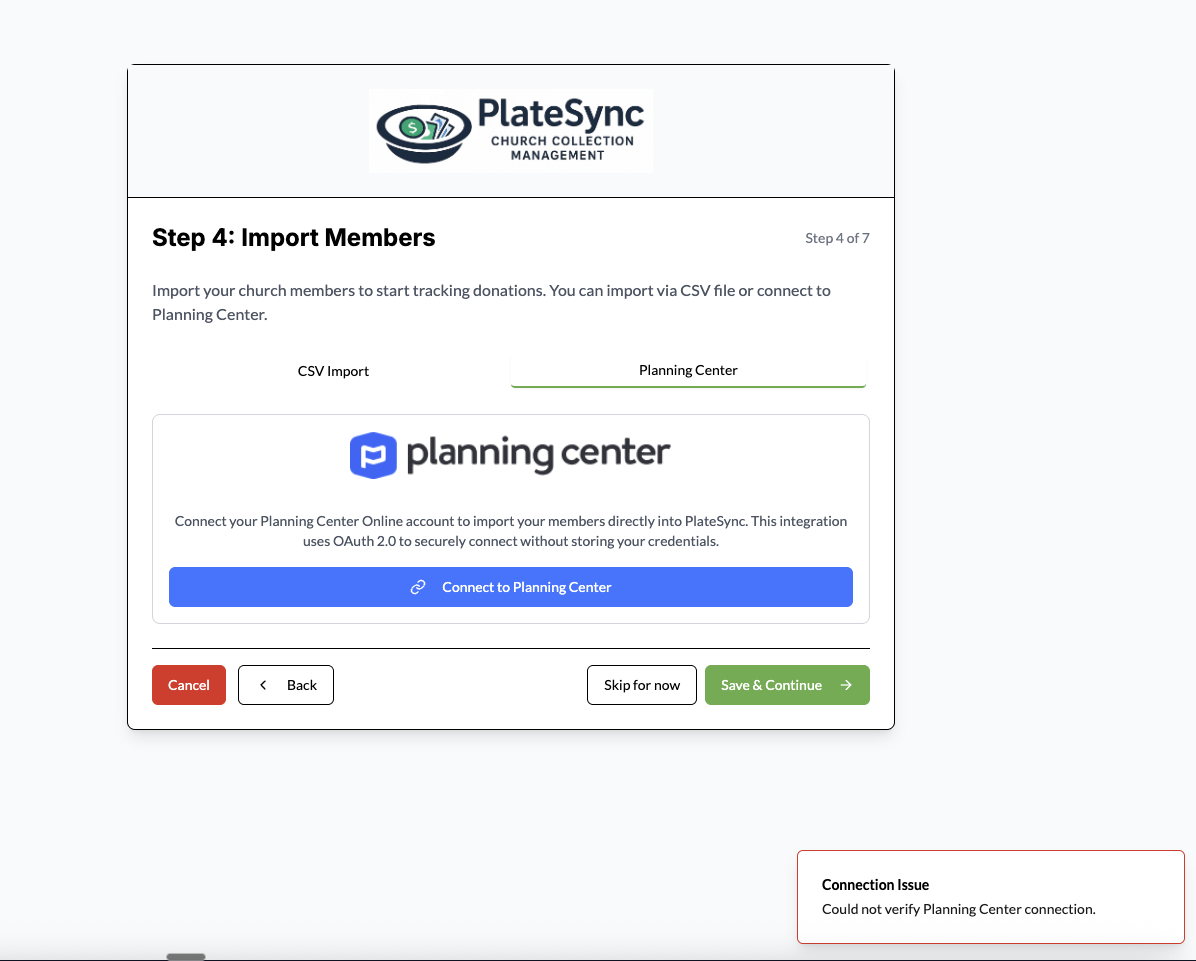 PlateSync
CHURCH COLLECTION
MANAGEMENT
Step 4: Import Members
Step 4 of 7
Import your church members to start tracking donations. You can import via CSV file or connect to
Planning Center.
CSV Import
Planning Center
planning center
Connect your Planning Center Online account to import your members directly into PlateSync. This integration
uses OAuth 2.0 to securely connect without storing your credentials.
Connect to Planning Center
Cancel
Back
Skip for now
Save & Continue
Connection Issue
Could not verify Planning Center connection.